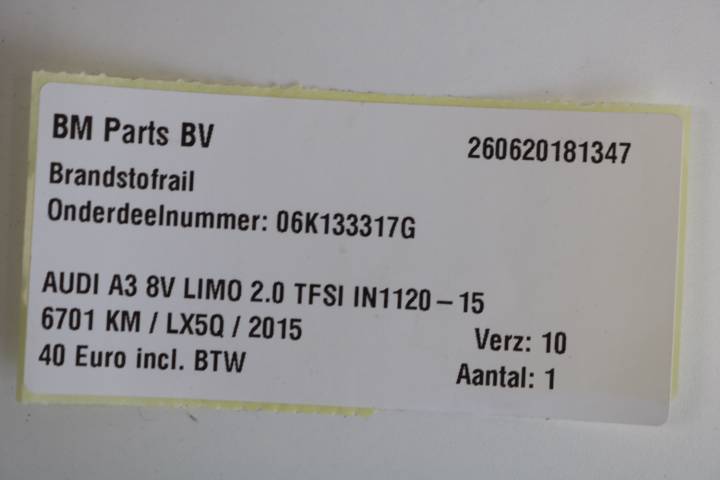 BM Parts BV 260620181347
Brandstofrail
Onderdeelnummer: 06K133317G
AUDI A3 8V LIMO 2.0 TFSI IN1120 – 15
6701 KM / LX5Q / 2015 Verz: 10
40 Euro incl. BTW Aantal: 1